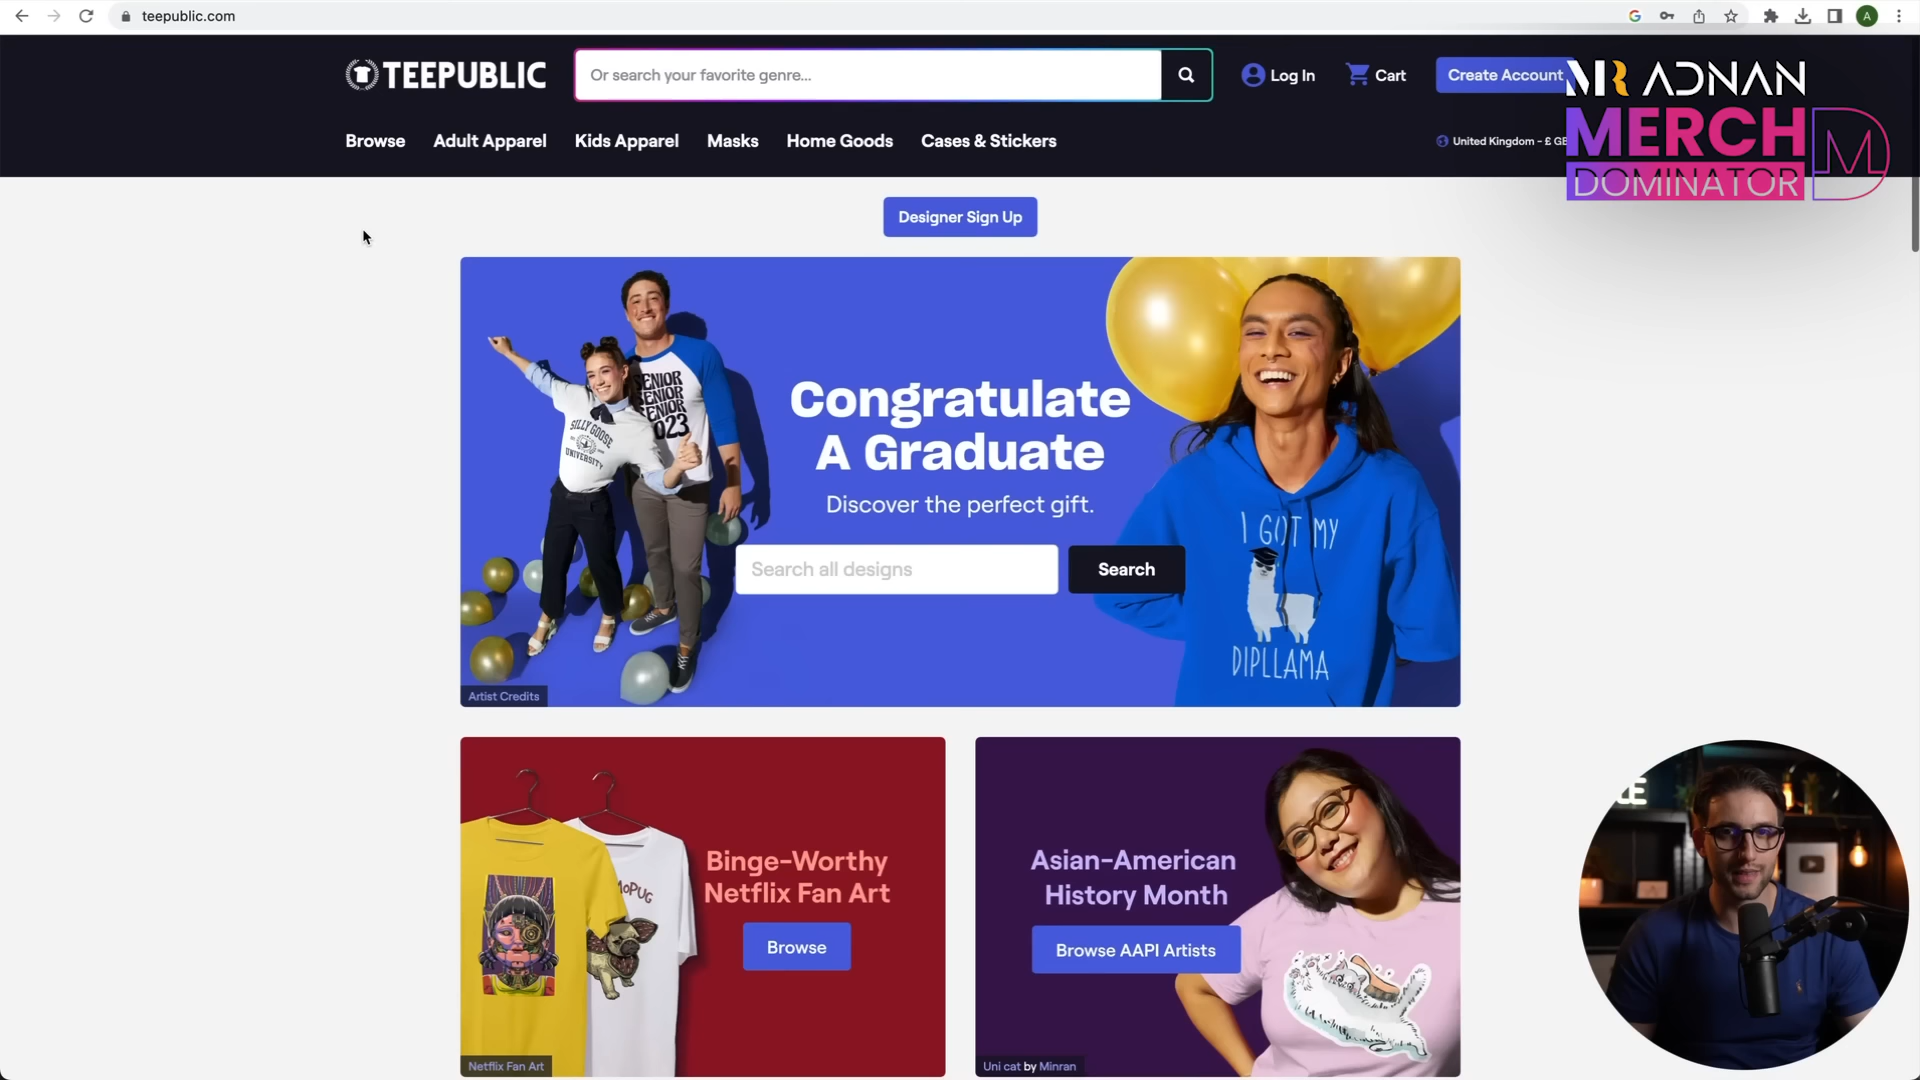 teepublic.com
A
TEEPUBLIC
Or search your favorite genre...
Log In
Cart
Create Account
MR ADNAN
MERCH
DOMINATOR
Browse
Adult Apparel
Kids Apparel
Masks
Home Goods
Cases & Stickers
United Kingdom - £
Designer Sign Up
Congratulate
A Graduate
Discover the perfect gift.
Search all designs
Search
SILLY GOOSE
UNIVERSITY
SENIOR
SENIOR
SENIOR
I GOT MY
DIPLLAMA
Artist Credits
Binge-Worthy
Netflix Fan Art
Browse
Netflix Fan Art
Asian-American
History Month
Browse AAPI Artists
Uni cat by Minran